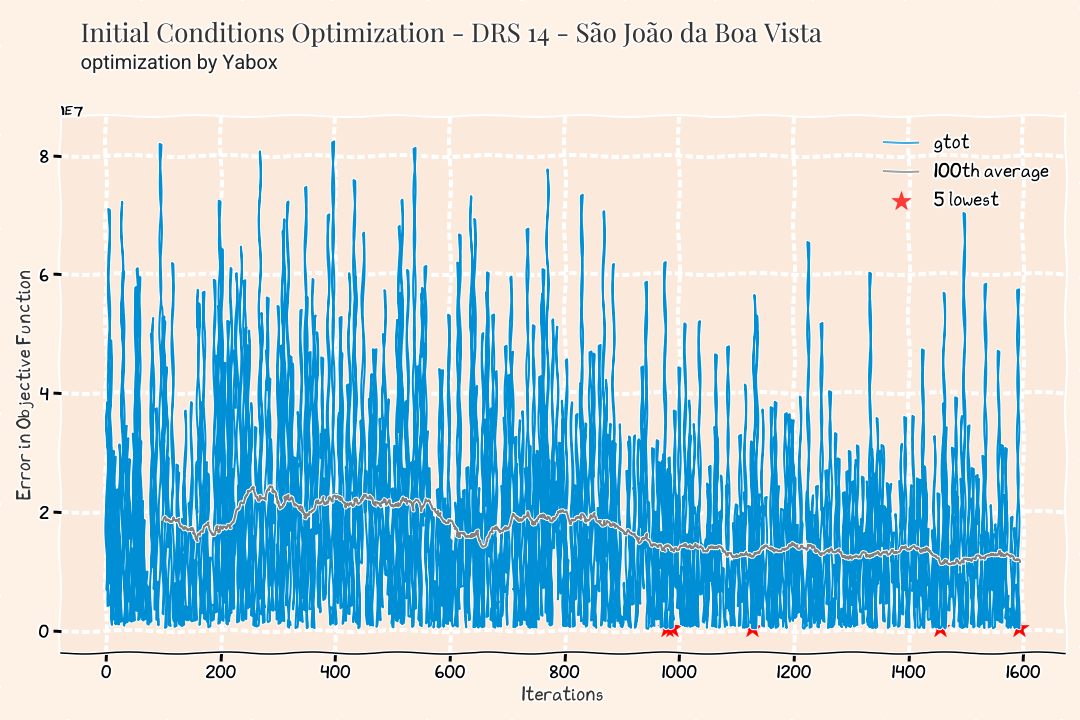 Initial Conditions Optimization - DRS 14 - São João da Boa Vista
optimization by Yabox
1E7
gtot
100th average
5 lowest
Error in Objective Function
8
6
4
2
0
0 200 400 600 800 1000 1200 1400 1600
Iterations